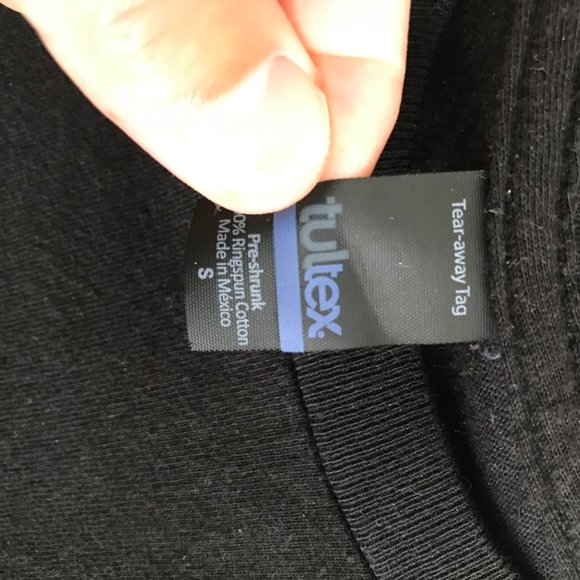 Tear-away Tag
tultex
Pre-shrunk
0% Ringspun Cotton
Made in México
S